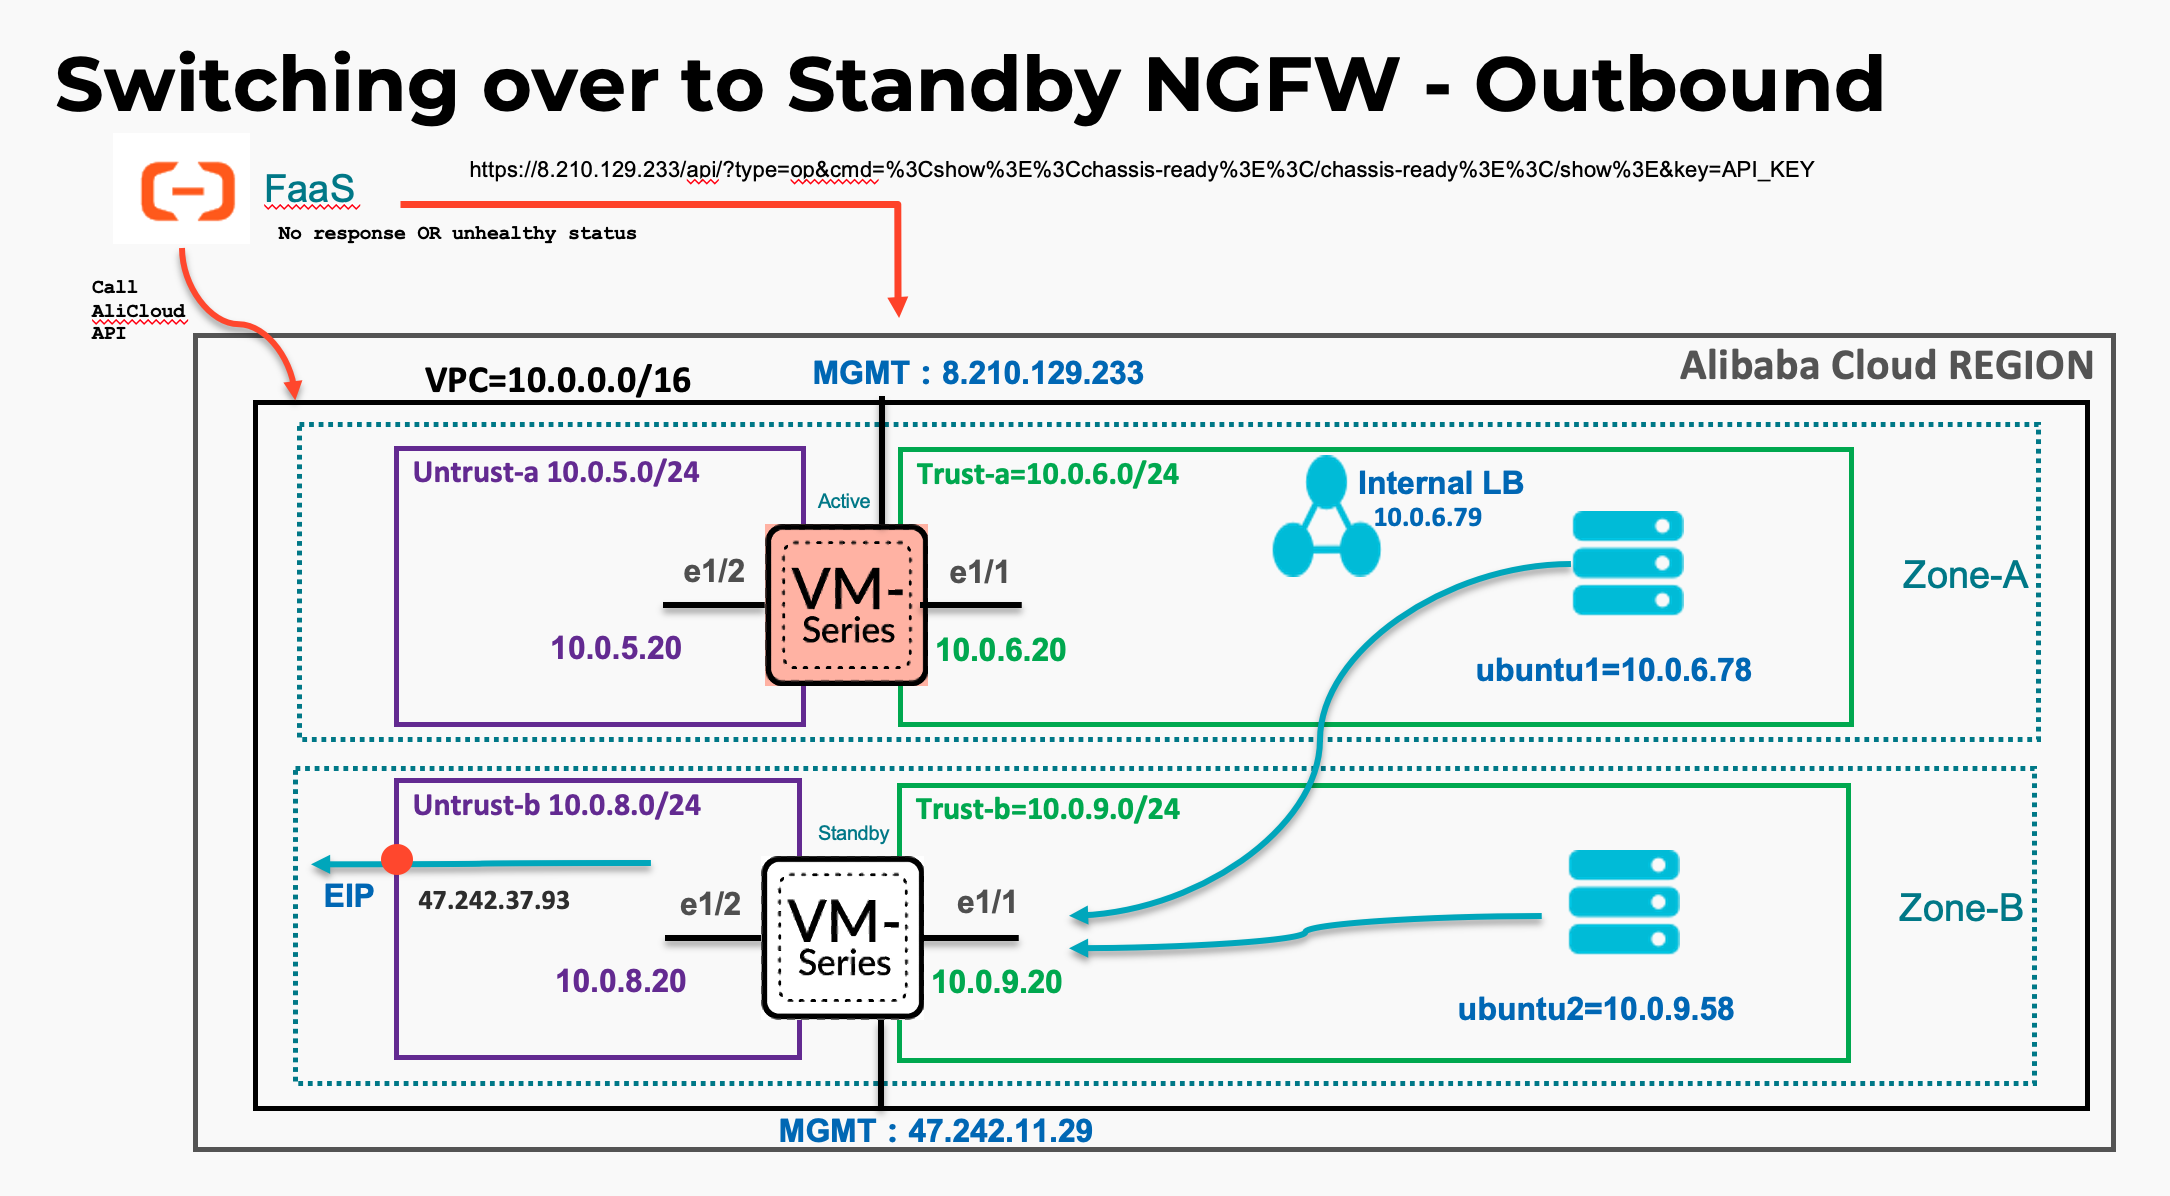 Switching over to Standby NGFW - Outbound
https://8.210.129.233/api/?type=op&cmd=%3Cshow%3E%3Cchassis-ready%3E%3C/chassis-ready%3E%3C/show%3E&key=API_KEY
FaaS
No response OR unhealthy status
Call
AliCloud
API
Alibaba Cloud REGION
VPC=10.0.0.0/16
MGMT : 8.210.129.233
Untrust-a 10.0.5.0/24
Active
Trust-a=10.0.6.0/24
Internal LB
10.0.6.79
e1/2
VM-
Series
e1/1
Zone-A
10.0.5.20
10.0.6.20
ubuntu1=10.0.6.78
Untrust-b 10.0.8.0/24
Standby
Trust-b=10.0.9.0/24
EIP
47.242.37.93
e1/2
VM-
Series
e1/1
Zone-B
10.0.8.20
10.0.9.20
ubuntu2=10.0.9.58
MGMT : 47.242.11.29